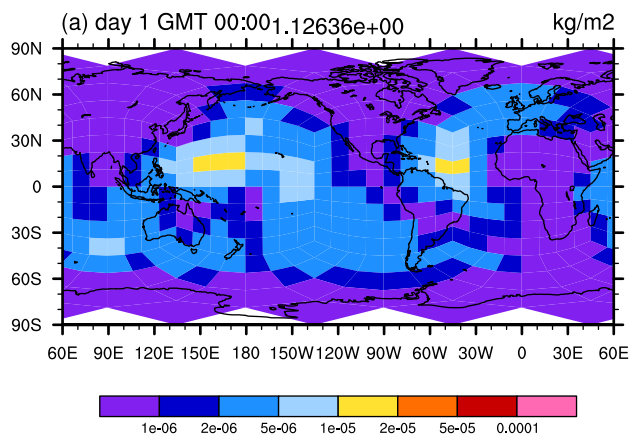 (a) day 1 GMT 00:00 1.12636e+00 kg/m2
90N
60N
30N
0
30S
60S
90S
60E 90E 120E 150E 180 150W 120W 90W 60W 30W 0 30E 60E
1e-06 2e-06 5e-06 1e-05 2e-05 5e-05 0.0001